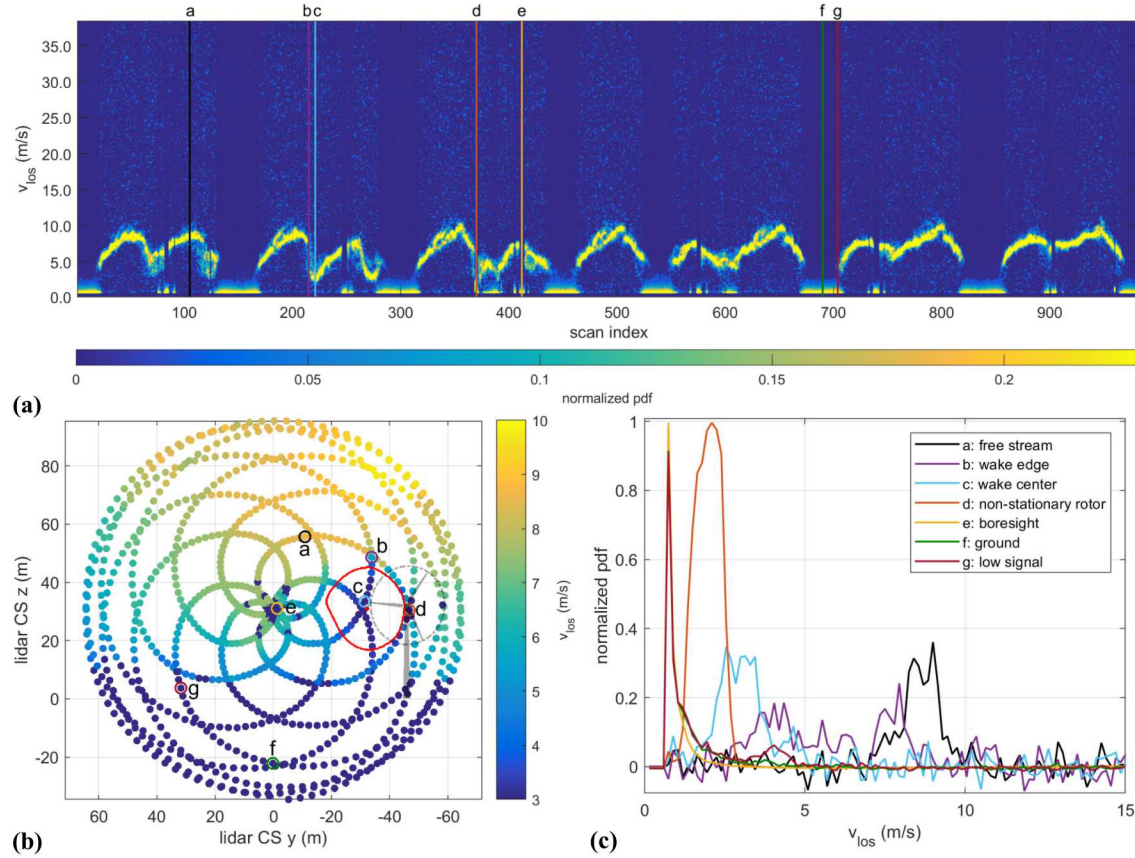 a b c d e f g
35.0
30.0
25.0
20.0
15.0
10.0
5.0
0.0
v_los (m/s)
100 200 300 400 500 600 700 800 900
scan index
0 0.05 0.1 0.15 0.2
normalized pdf
(a)
80
60
40
20
0
-20
lidar CS z (m)
60 40 20 0 -20 -40 -60
lidar CS y (m)
a
b
c
d
e
f
g
10
9
8
7
6
5
4
3
v_los (m/s)
(b)
1
0.8
0.6
0.4
0.2
0
normalized pdf
a: free stream
b: wake edge
c: wake center
d: non-stationary rotor
e: boresight
f: ground
g: low signal
0 5 10 15
v_los (m/s)
(c)